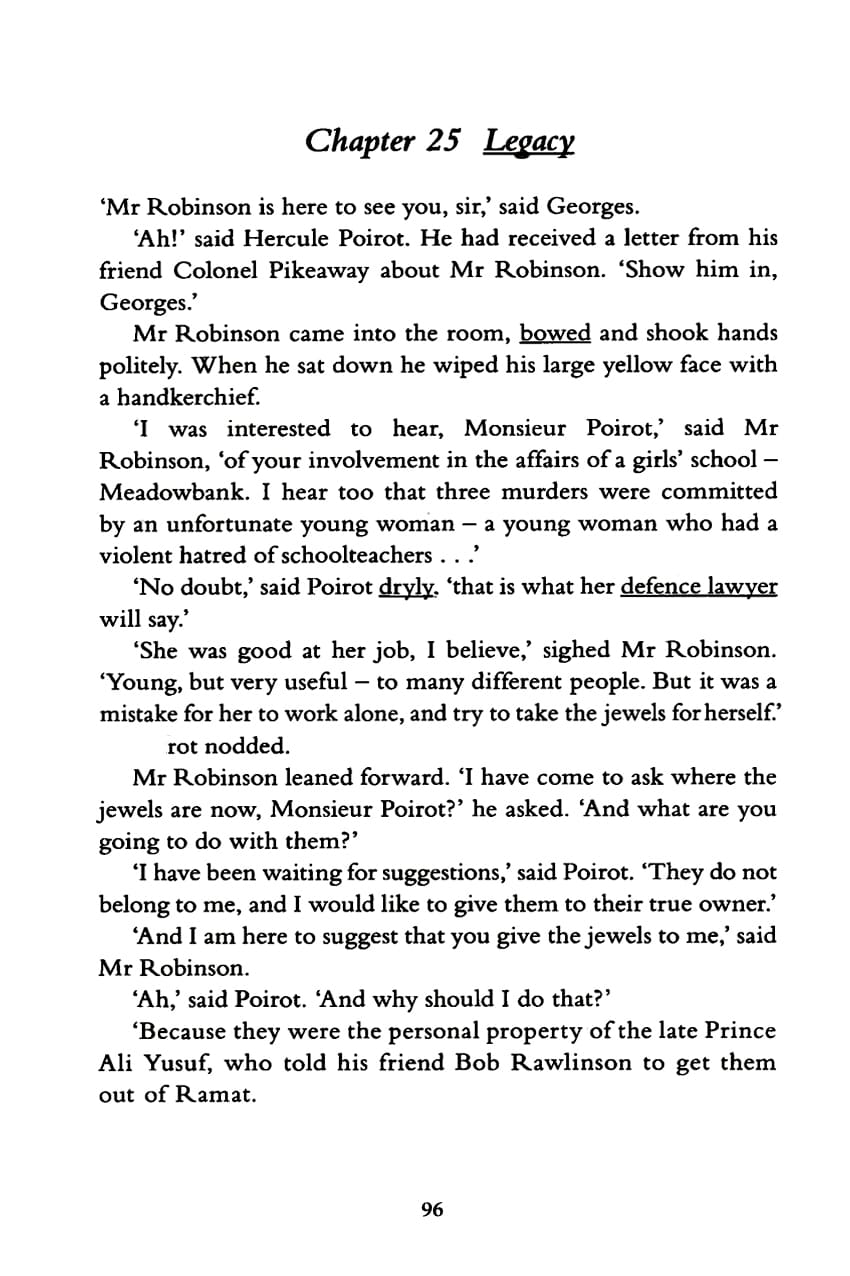 Chapter 25 Legacy
‘Mr Robinson is here to see you, sir,’ said Georges.
‘Ah!’ said Hercule Poirot. He had received a letter from his
friend Colonel Pikeaway about Mr Robinson. ‘Show him in,
Georges.’
Mr Robinson came into the room, bowed and shook hands
politely. When he sat down he wiped his large yellow face with
a handkerchief.
‘I was interested to hear, Monsieur Poirot,’ said Mr
Robinson, ‘of your involvement in the affairs of a girls’ school –
Meadowbank. I hear too that three murders were committed
by an unfortunate young woman – a young woman who had a
violent hatred of schoolteachers . . .’
‘No doubt,’ said Poirot dryly. ‘that is what her defence lawyer
will say.’
‘She was good at her job, I believe,’ sighed Mr Robinson.
‘Young, but very useful – to many different people. But it was a
mistake for her to work alone, and try to take the jewels for herself.’
rot nodded.
Mr Robinson leaned forward. ‘I have come to ask where the
jewels are now, Monsieur Poirot?’ he asked. ‘And what are you
going to do with them?’
‘I have been waiting for suggestions,’ said Poirot. ‘They do not
belong to me, and I would like to give them to their true owner.’
‘And I am here to suggest that you give the jewels to me,’ said
Mr Robinson.
‘Ah,’ said Poirot. ‘And why should I do that?’
‘Because they were the personal property of the late Prince
Ali Yusuf, who told his friend Bob Rawlinson to get them
out of Ramat.
96